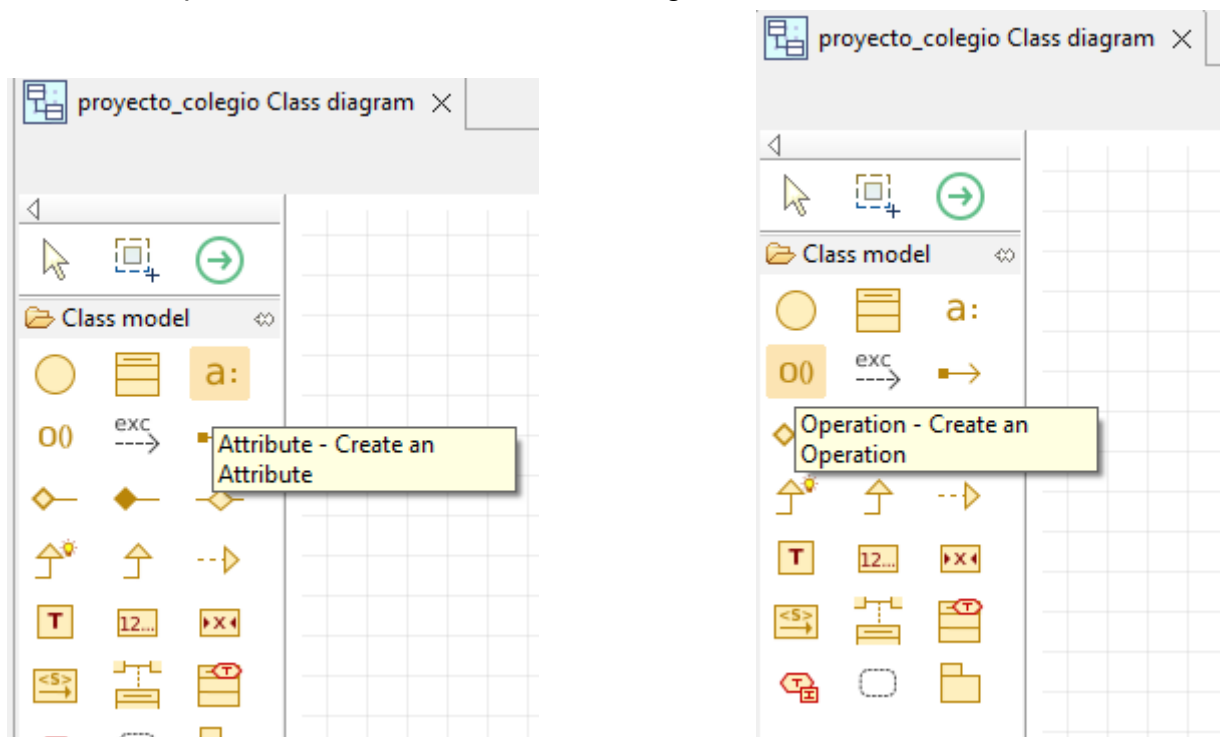 proyecto_colegio Class diagram
Class model
a:
O()
exc
Attribute - Create an
Attribute
T
12...
X
<S>
T
proyecto_colegio Class diagram
Class model
a:
O()
exc
Operation - Create an
Operation
T
12...
X
<S>
T
T
I